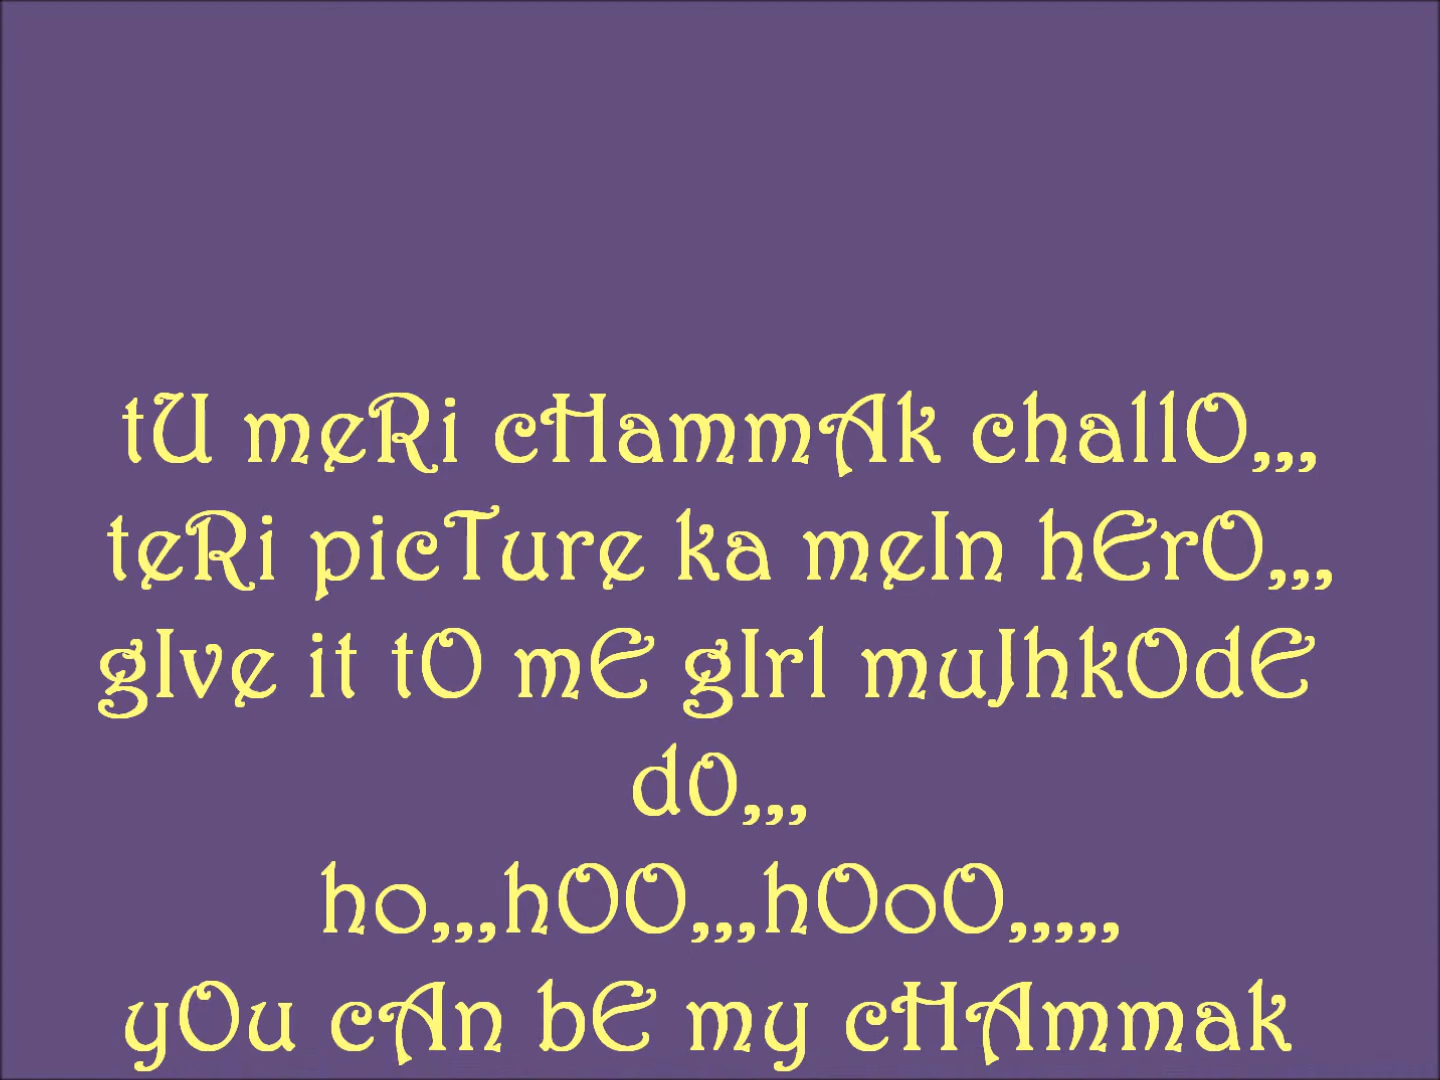 tU meRi cHammAk challO,,,
teRi picTure ka meIn hErO,,,
gIve it tO mE gIrl muJhkOdE
dO,,,
ho,,,hOO,,,hOoO,,,,,
yOu cAn bE my cHAmmak